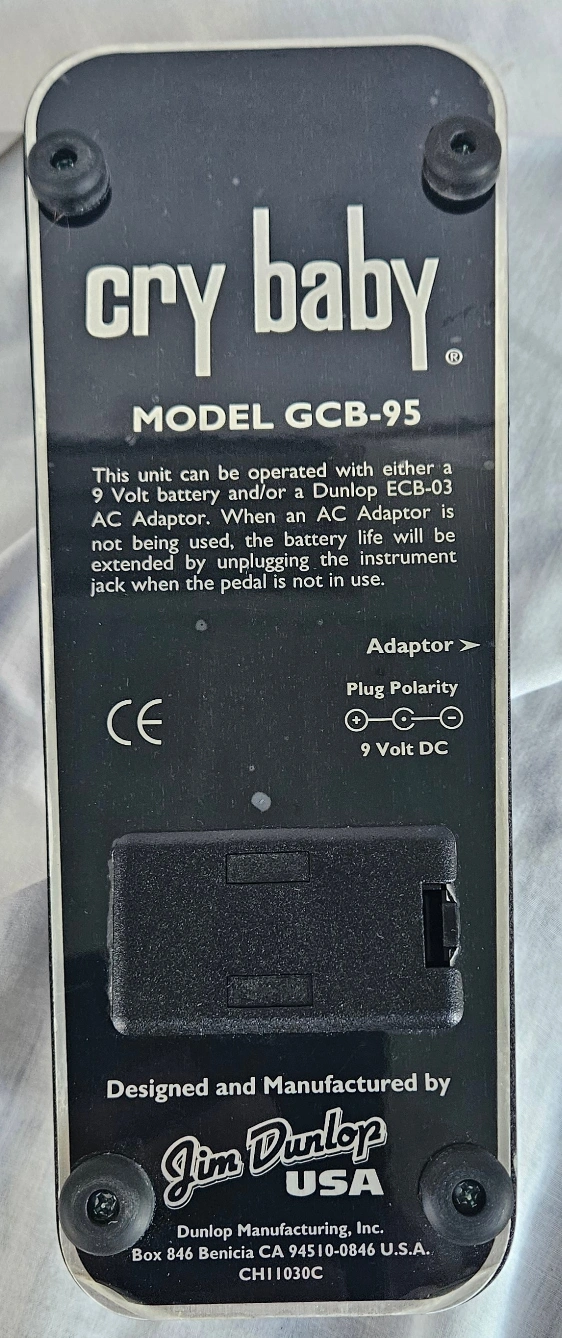 cry baby ®
MODEL GCB-95
This unit can be operated with either a
9 Volt battery and/or a Dunlop ECB-03
AC Adaptor. When an AC Adaptor is
not being used, the battery life will be
extended by unplugging the instrument
jack when the pedal is not in use.
Adaptor ➤
Plug Polarity
+ -
CE
9 Volt DC
Designed and Manufactured by
Jim Dunlop
USA
Dunlop Manufacturing, Inc.
Box 846 Benicia CA 94510-0846 U.S.A.
CH11030C